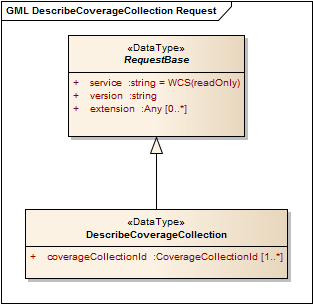 GML DescribeCoverageCollection Request
«DataType»
RequestBase
+ service :string = WCS(readOnly)
+ version :string
+ extension :Any [0..*]
«DataType»
DescribeCoverageCollection
+ coverageCollectionId :CoverageCollectionId [1..*]